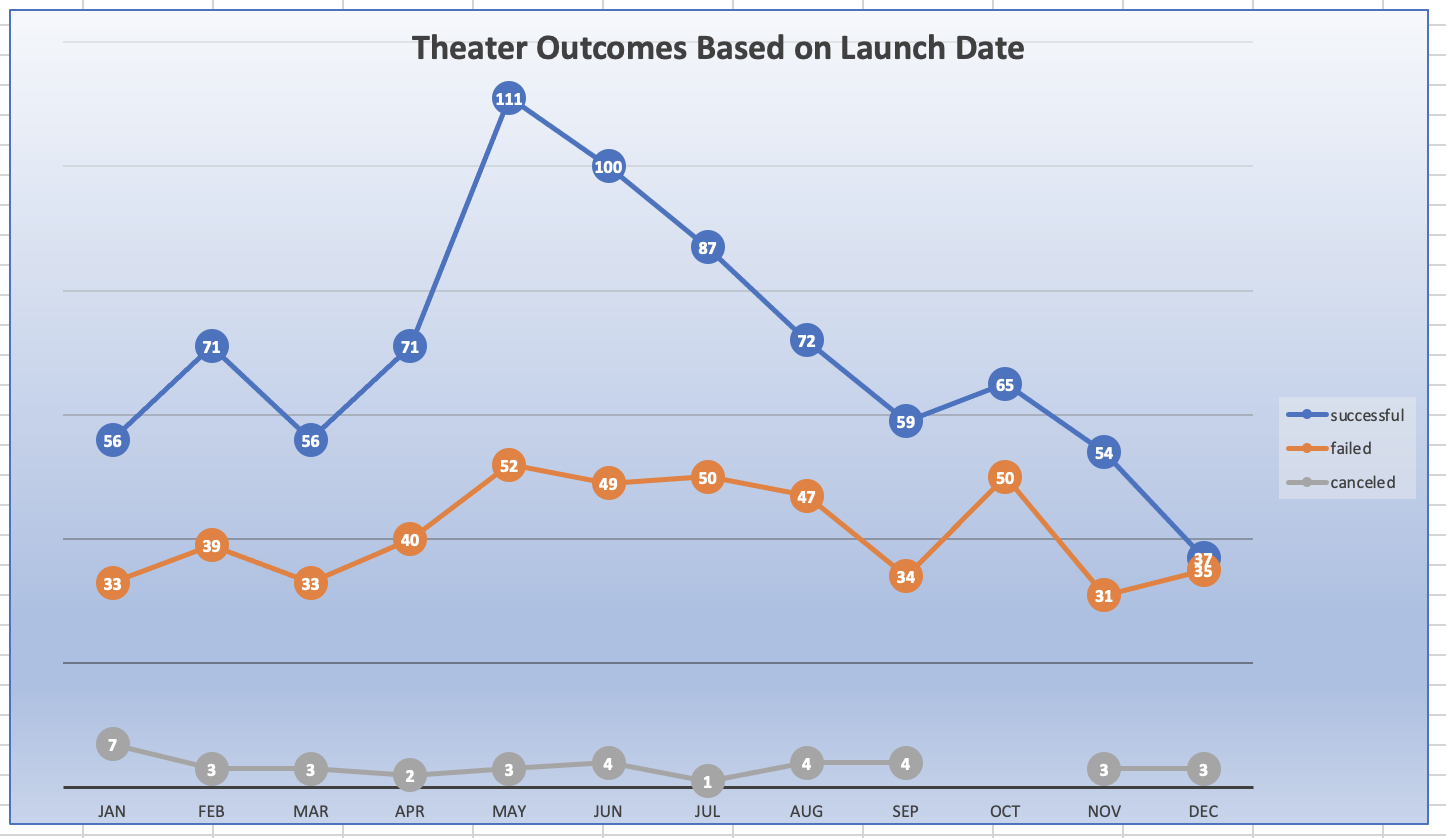 Theater Outcomes Based on Launch Date
111
100
87
71 71 72
65
56 56 59
54
52
49 50 47 50
39 40
37
33 33 34 35
31
7
3 3 2 3 4 1 4 4 3 3
JAN FEB MAR APR MAY JUN JUL AUG SEP OCT NOV DEC
successful
failed
canceled